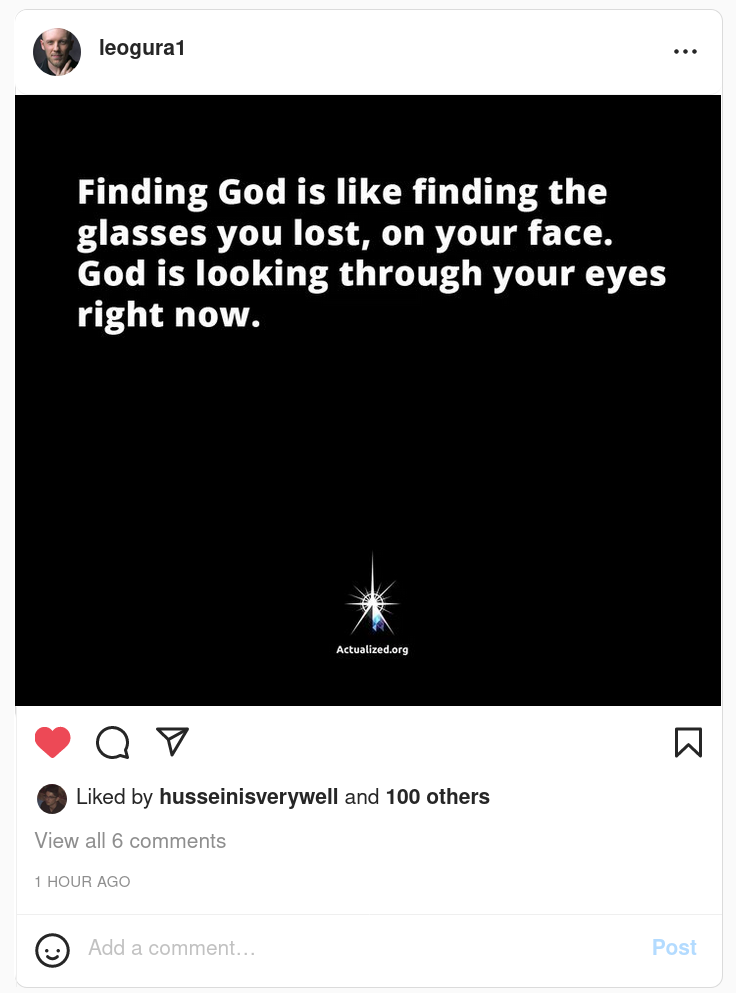 leogura1
Finding God is like finding the
glasses you lost, on your face.
God is looking through your eyes
right now.
Actualized.org
Liked by husseinisverywell and 100 others
View all 6 comments
1 HOUR AGO
Add a comment…
Post